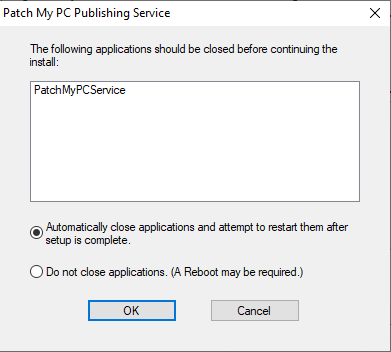 Patch My PC Publishing Service
The following applications should be closed before continuing the
install:
PatchMyPCService
Automatically close applications and attempt to restart them after
setup is complete.
Do not close applications. (A Reboot may be required.)
OK
Cancel